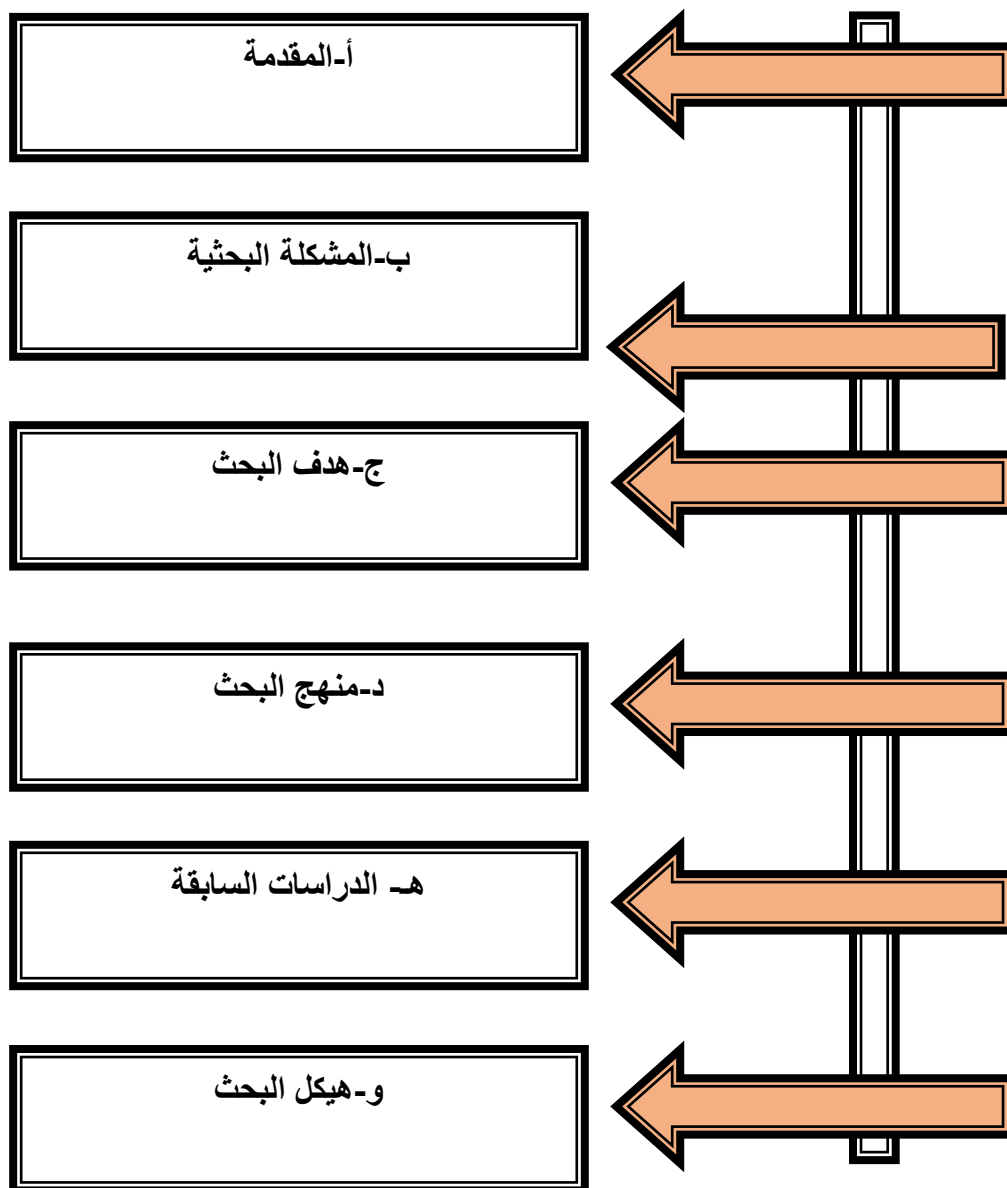 أ-المقدمة
ب-المشكلة البحثية
ج-هدف البحث
د-منهج البحث
هـ- الدراسات السابقة
و-هيكل البحث